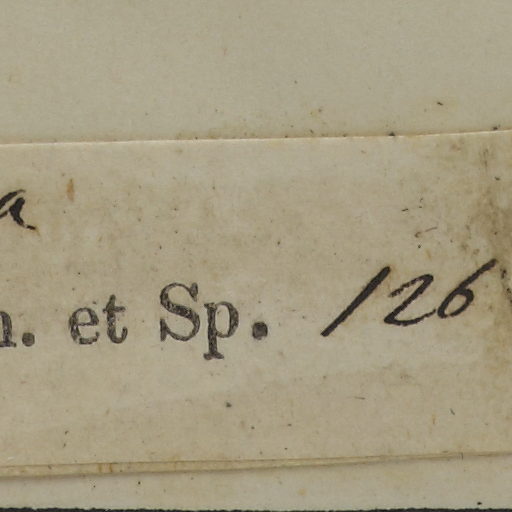 a
n. et Sp. 126